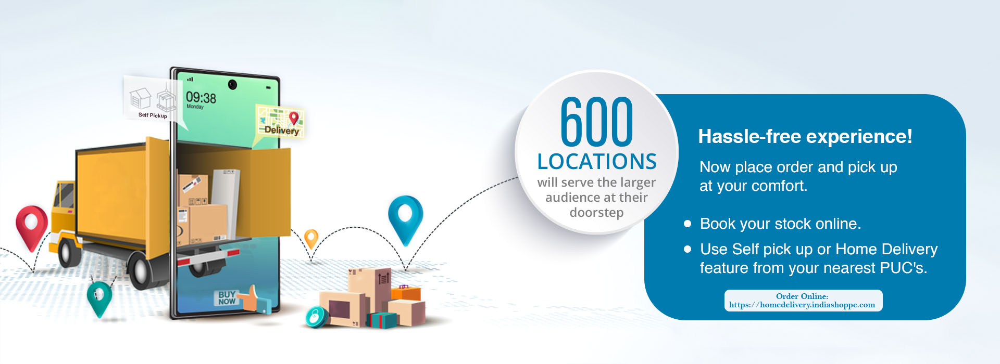 Self Pickup
09:38
Monday
Delivery
BUY
NOW
600
LOCATIONS
will serve the larger
audience at their
doorstep
Hassle-free experience!
Now place order and pick up
at your comfort.
Book your stock online.
Use Self pick up or Home Delivery
feature from your nearest PUC's.
Order Online:
https://homedelivery.indiashoppe.com